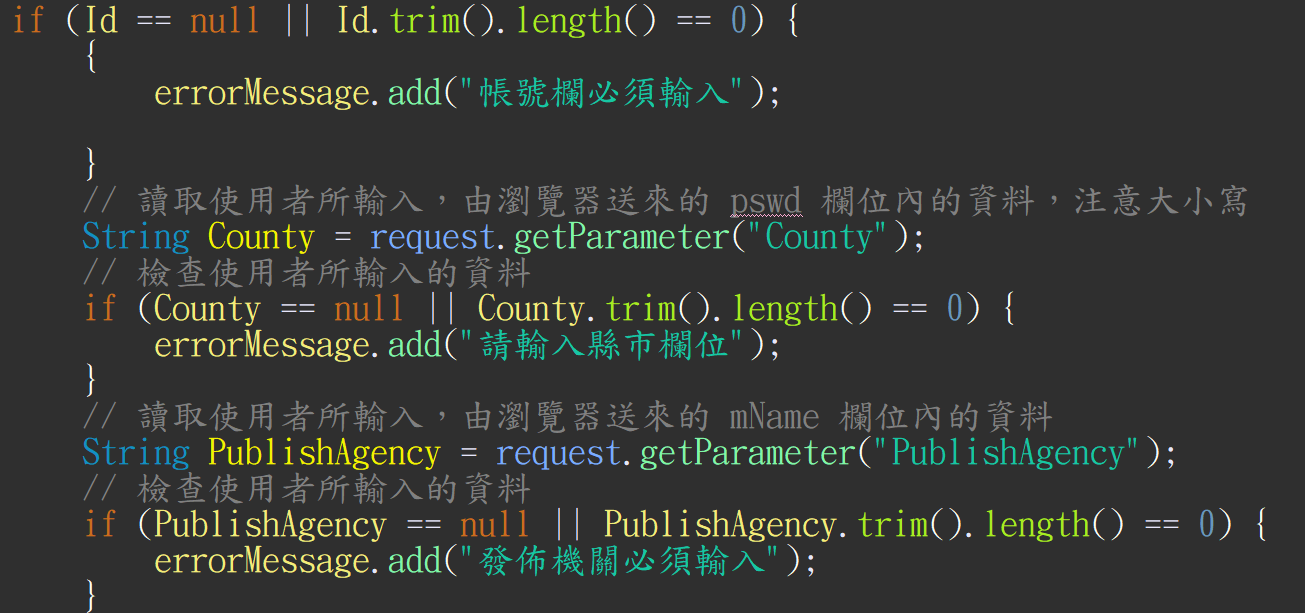 if (Id == null || Id.trim().length() == 0) {
{
errorMessage.add("帳號欄必須輸入");
}
// 讀取使用者所輸入，由瀏覽器送來的 pswd 欄位內的資料，注意大小寫
String County = request.getParameter("County");
// 檢查使用者所輸入的資料
if (County == null || County.trim().length() == 0) {
errorMessage.add("請輸入縣市欄位");
}
// 讀取使用者所輸入，由瀏覽器送來的 mName 欄位內的資料
String PublishAgency = request.getParameter("PublishAgency");
// 檢查使用者所輸入的資料
if (PublishAgency == null || PublishAgency.trim().length() == 0) {
errorMessage.add("發佈機關必須輸入");
}